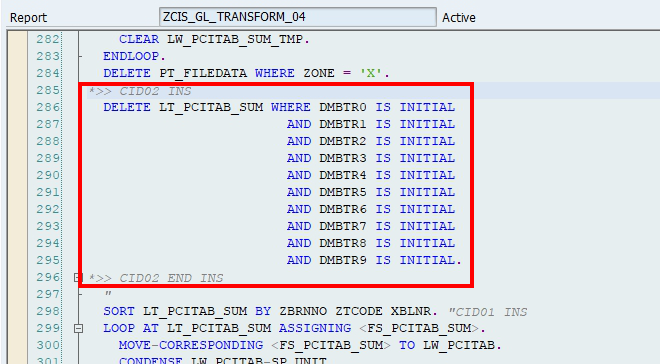 Report ZCIS_GL_TRANSFORM_04 Active
282 CLEAR LW_PCITAB_SUM_TMP.
283 ENDLOOP.
284 DELETE PT_FILEDATA WHERE ZONE = 'X'.
285 *>> CID02 INS
286 DELETE LT_PCITAB_SUM WHERE DMBTR0 IS INITIAL
287 AND DMBTR1 IS INITIAL
288 AND DMBTR2 IS INITIAL
289 AND DMBTR3 IS INITIAL
290 AND DMBTR4 IS INITIAL
291 AND DMBTR5 IS INITIAL
292 AND DMBTR6 IS INITIAL
293 AND DMBTR7 IS INITIAL
294 AND DMBTR8 IS INITIAL
295 AND DMBTR9 IS INITIAL.
296 *>> CID02 END INS
297 "
298 SORT LT_PCITAB_SUM BY ZBRNNO ZTCODE XBLNR. "CID01 INS
299 LOOP AT LT_PCITAB_SUM ASSIGNING <FS_PCITAB_SUM>.
300 MOVE-CORRESPONDING <FS_PCITAB_SUM> TO LW_PCITAB.
301 CONDENSE LW_PCITAB-SP_UNIT.